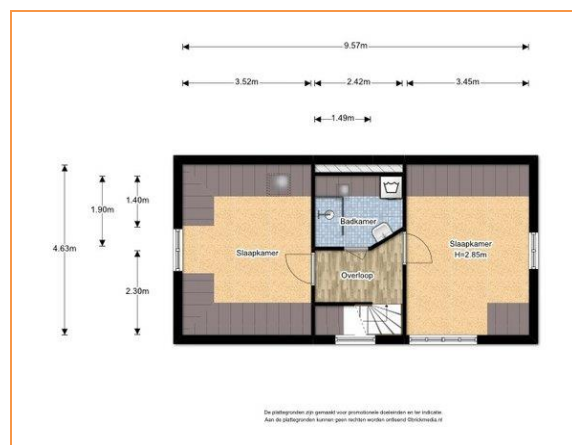 9.57m
3.52m 2.42m 3.45m
1.49m
1.40m
1.90m
4.63m
2.30m
Badkamer
Slaapkamer
Slaapkamer
H=2.85m
Overloop
De plattegronden zijn gemaakt voor promotionele doeleinden en ter indicatie.
Aan de plattegronden kunnen geen rechten worden ontleend ©brickmedia.nl